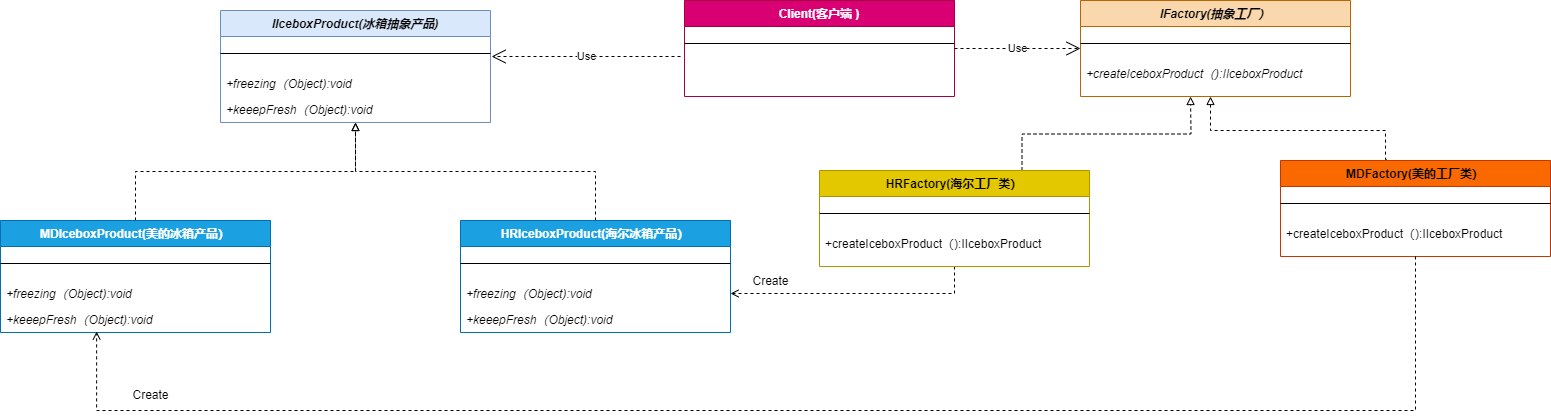 IIceboxProduct(冰箱抽象产品)
+freezing（Object):void
+keeepFresh（Object):void
Client(客户端 )
Use
Use
IFactory(抽象工厂)
+createIceboxProduct（):IIceboxProduct
HRFactory(海尔工厂类)
+createIceboxProduct（):IIceboxProduct
MDFactory(美的工厂类)
+createIceboxProduct（):IIceboxProduct
MDIceboxProduct(美的冰箱产品)
+freezing（Object):void
+keeepFresh（Object):void
HRIceboxProduct(海尔冰箱产品)
+freezing（Object):void
+keeepFresh（Object):void
Create
Create